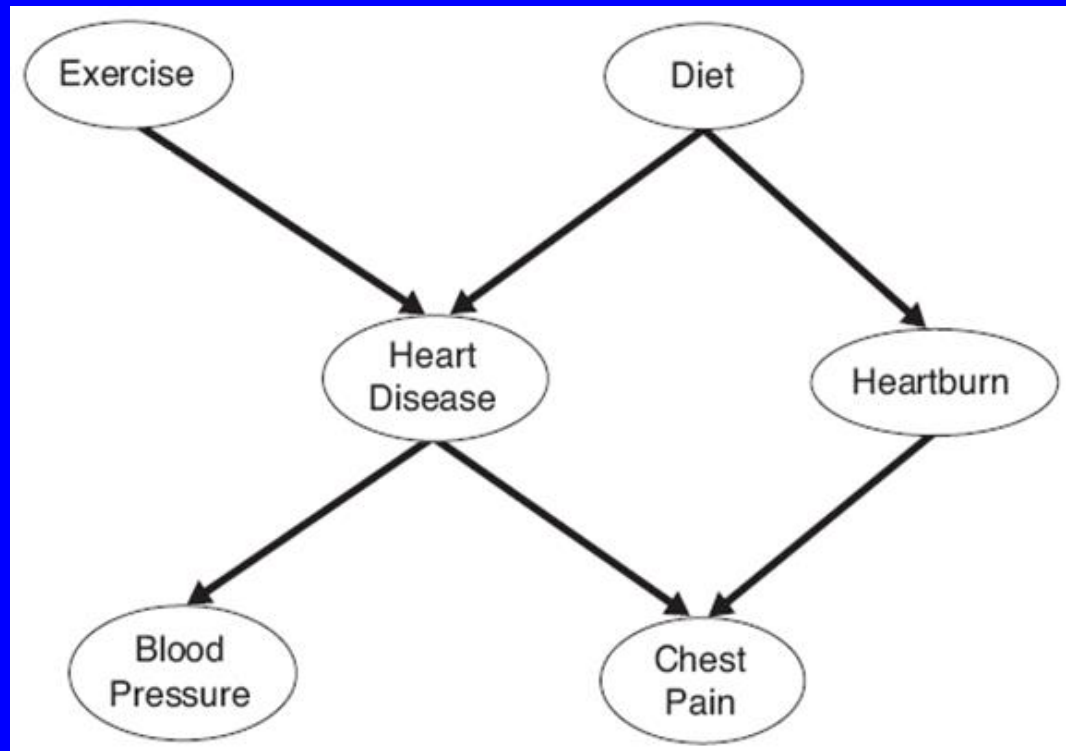 Exercise
Diet
Heart
Disease
Heartburn
Blood
Pressure
Chest
Pain